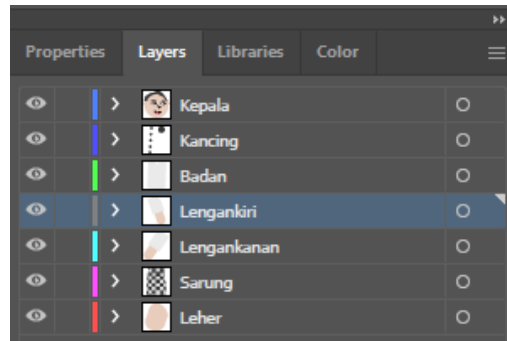 Properties Layers Libraries Color
Kepala
Kancing
Badan
Lengankiri
Lengankanan
Sarung
Leher